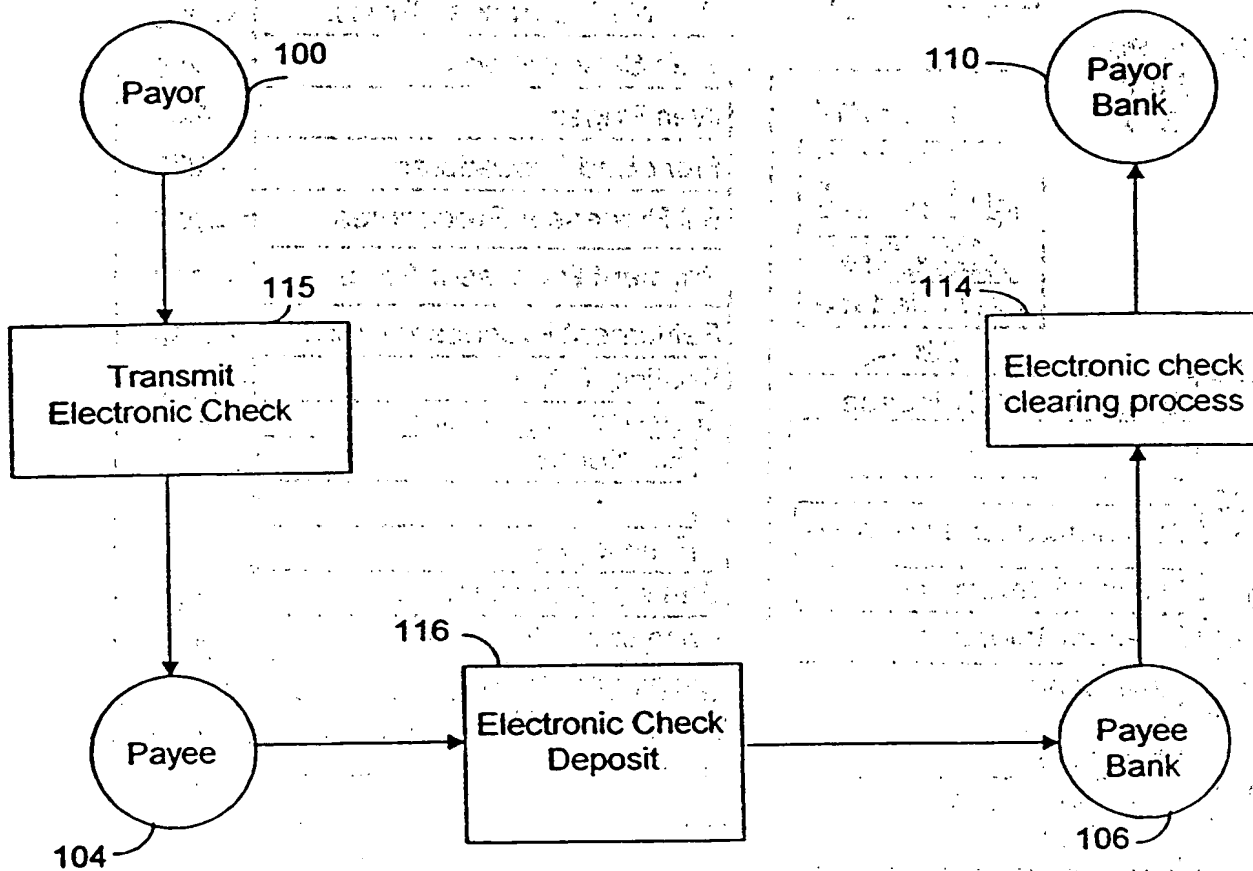 100
Payor
110
Payor
Bank
115
Transmit
Electronic Check
114
Electronic check
clearing process
116
Electronic Check
Deposit
Payee
104
Payee
Bank
106